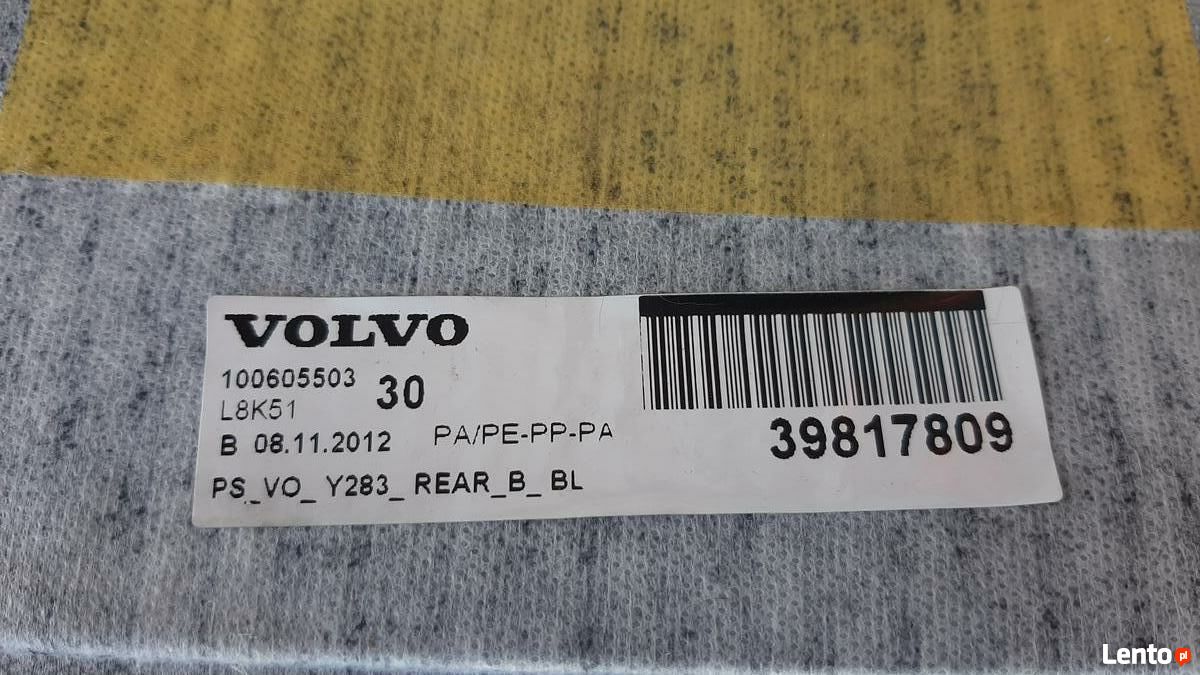 VOLVO
100605503 30
L8K51
B 08.11.2012 PA/PE-PP-PA
39817809
PS_VO_ Y283_ REAR_B_ BL
Lento.pl